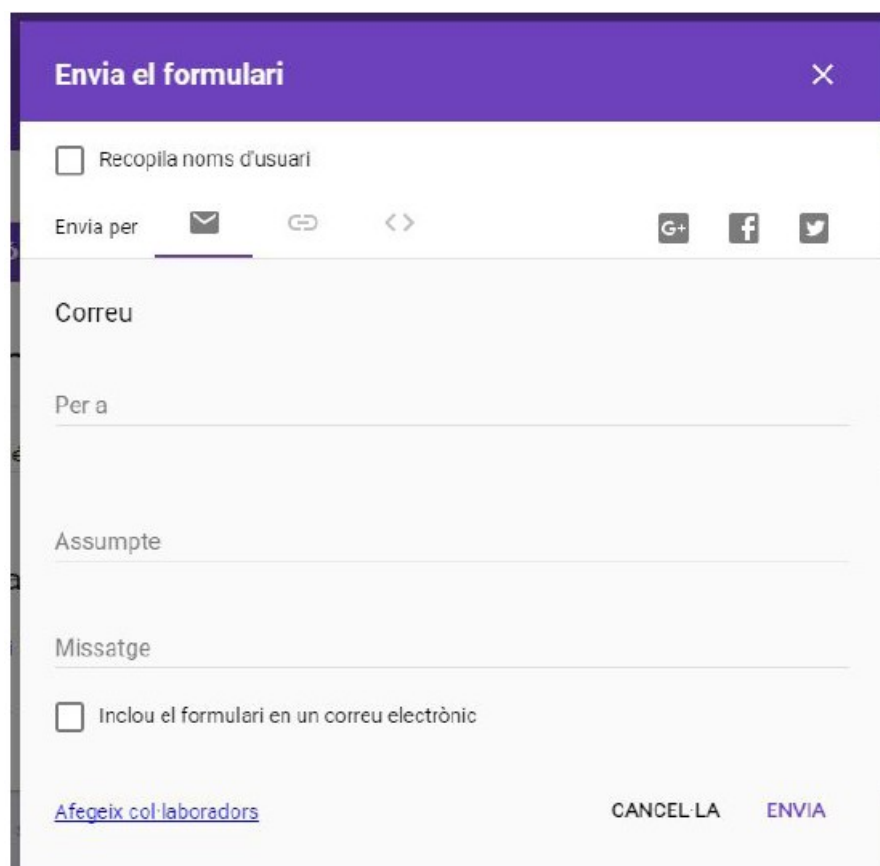 Envia el formulari
Recopila noms d'usuari
Envia per
G+
Correu
Per a
Assumpte
Missatge
Inclou el formulari en un correu electrònic
Afegeix col·laboradors CANCEL·LA ENVIA